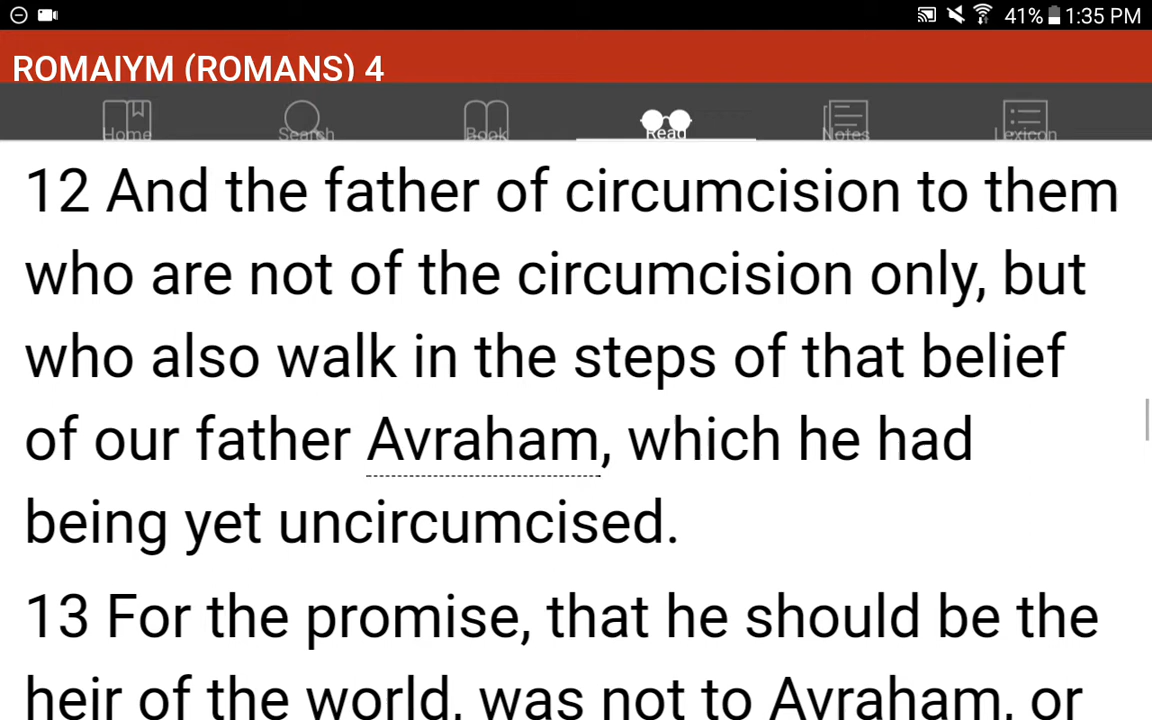 41% 1:35 PM
ROMAIYM (ROMANS) 4
Home Search Book Read Notes Lexicon
12 And the father of circumcision to them
who are not of the circumcision only, but
who also walk in the steps of that belief
of our father Avraham, which he had
being yet uncircumcised.
13 For the promise, that he should be the
heir of the world, was not to Avraham, or